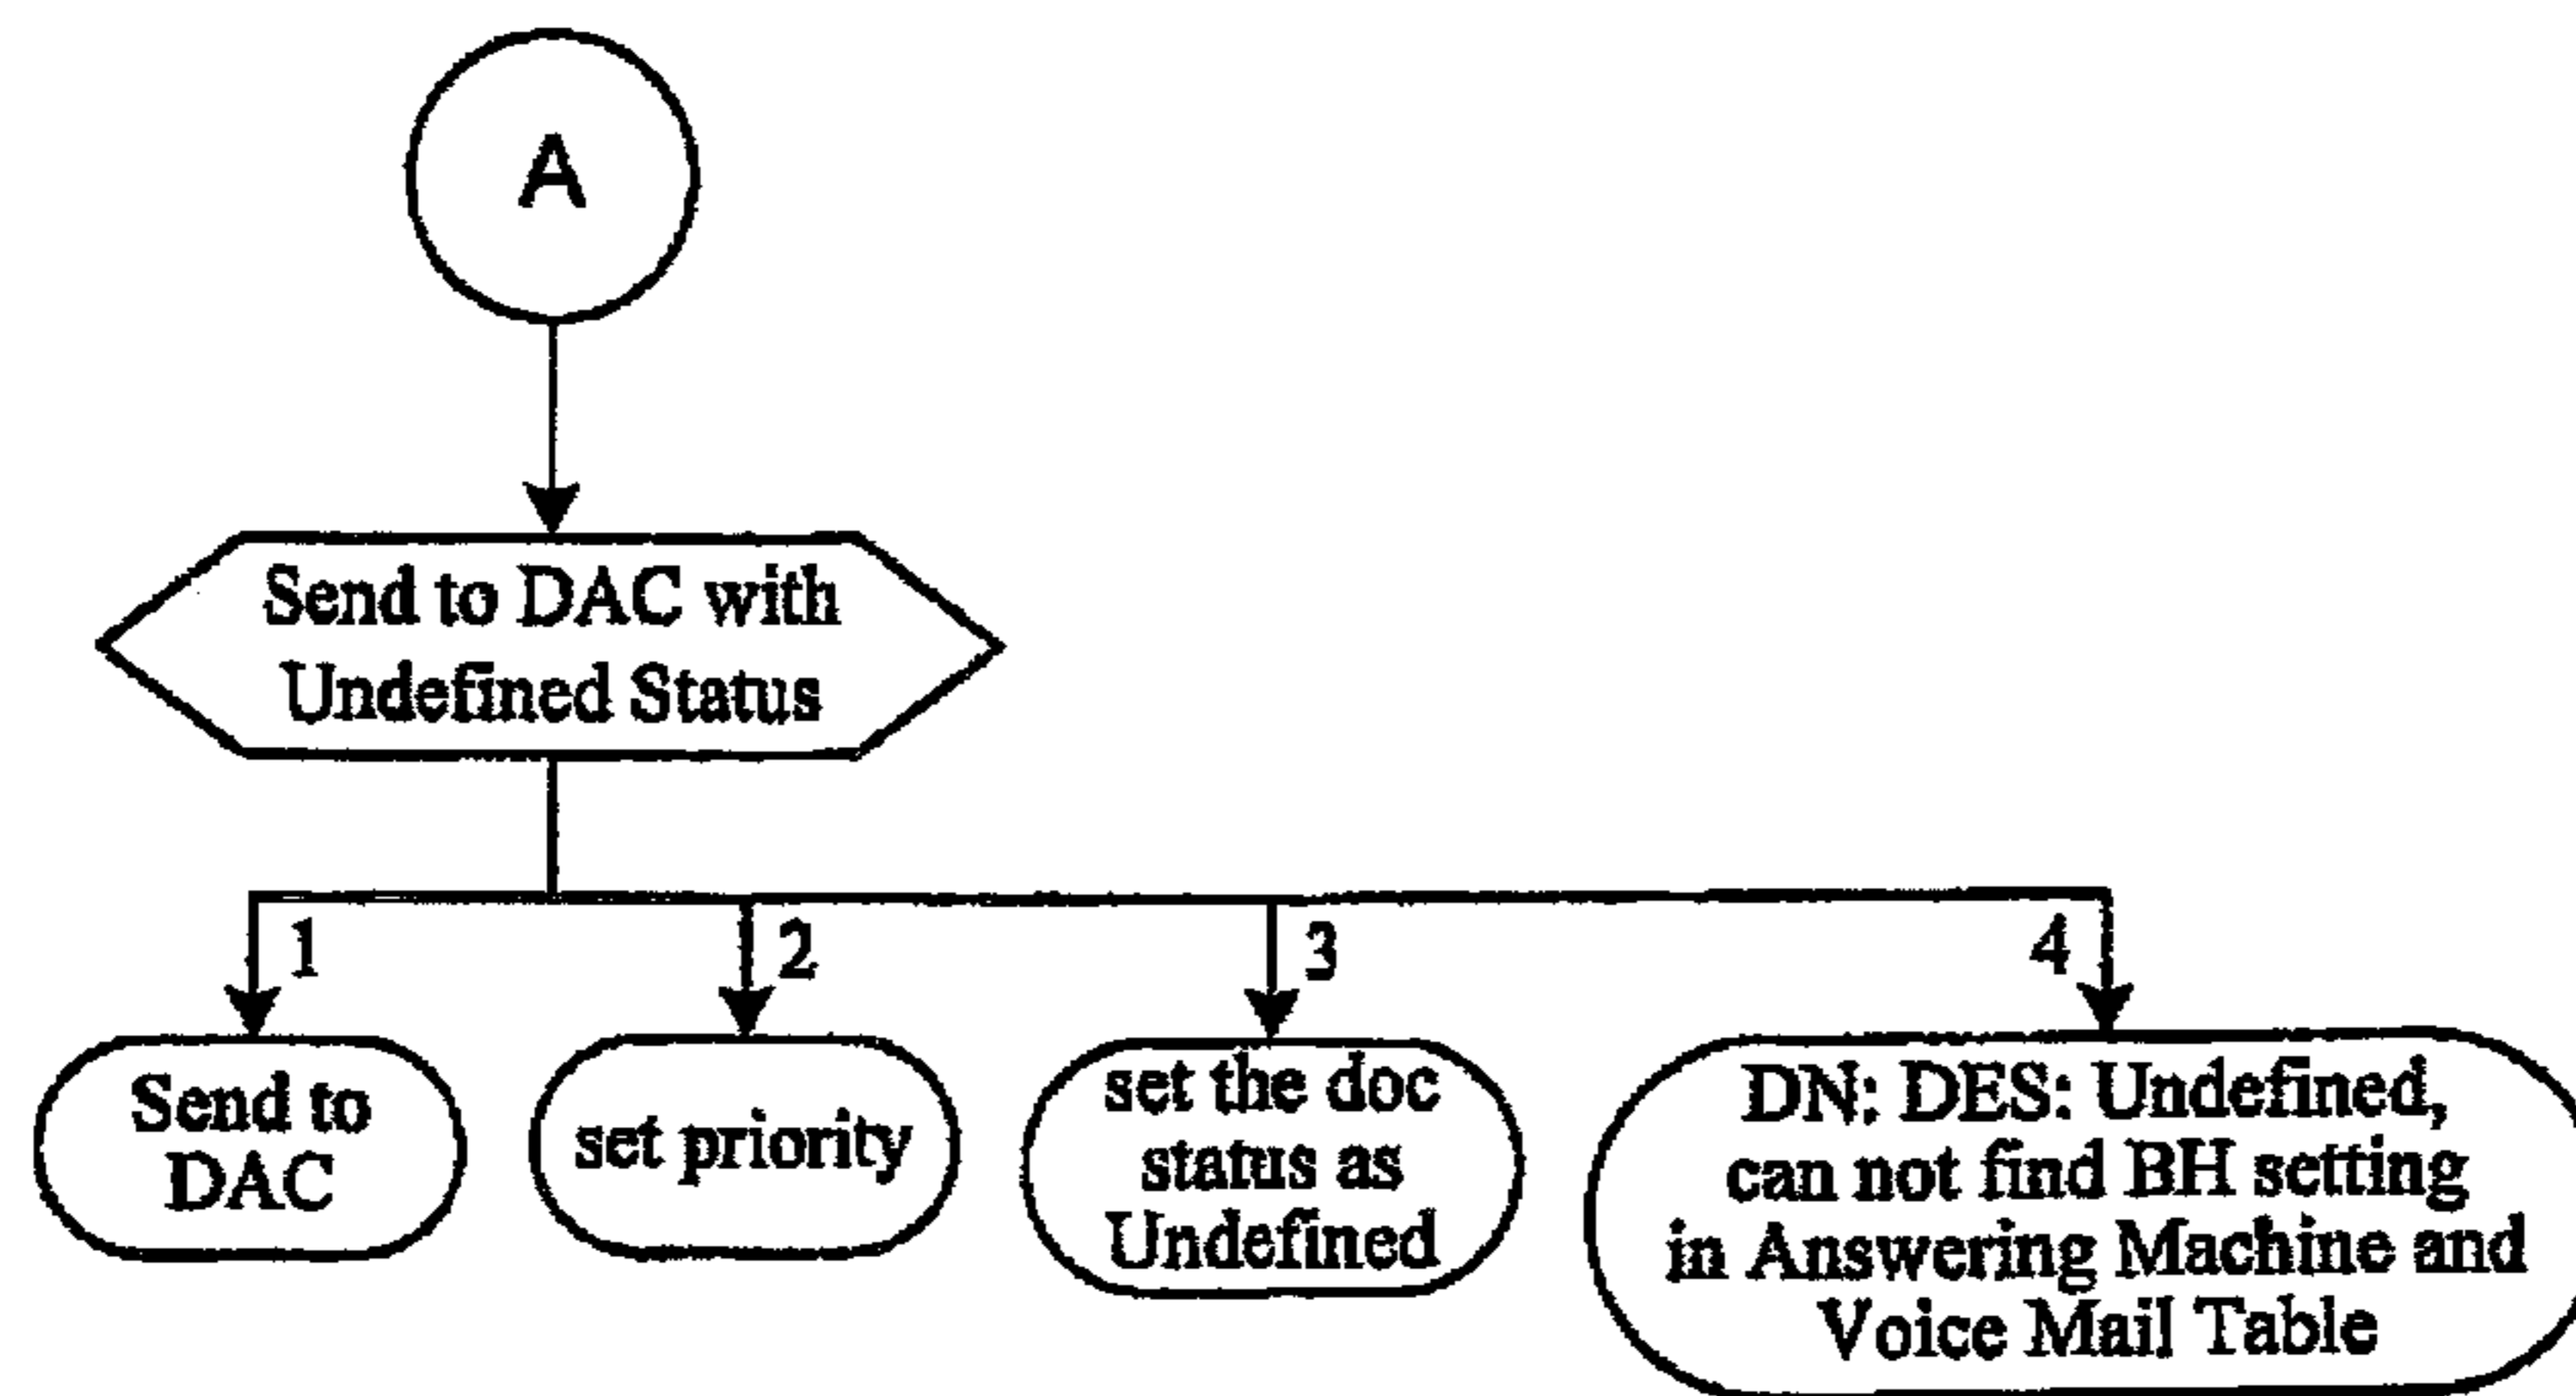 A
Send to DAC with
Undefined Status
1
2
3
4
Send to
DAC
set priority
set the doc
status as
Undefined
DN: DES: Undefined,
can not find BH setting
in Answering Machine and
Voice Mail Table